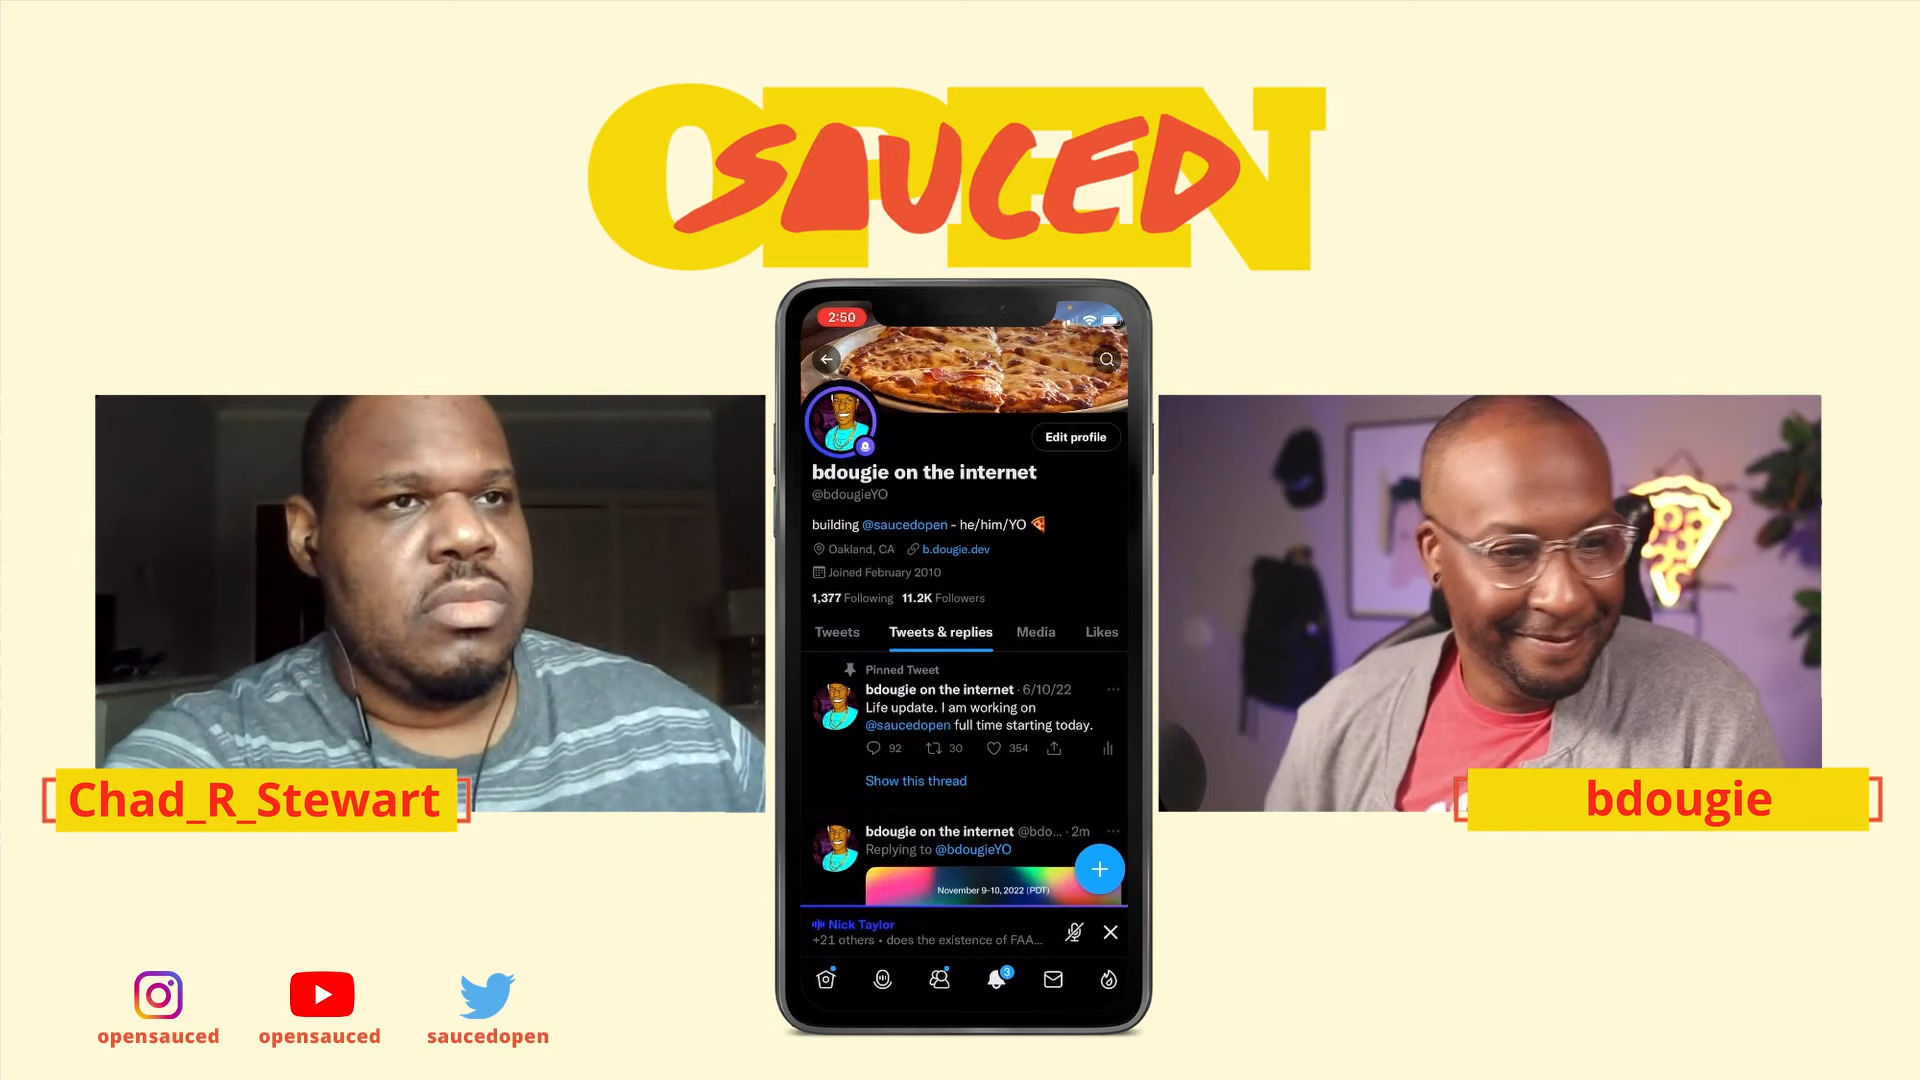 OPEN
SAUCED
2:50
Edit profile
bdougie on the internet
@bdougieYO
building @saucedopen - he/him/YO 🍕
Oakland, CA b.dougie.dev
Joined February 2010
1,377 Following 11.2K Followers
Tweets Tweets & replies Media Likes
Pinned Tweet
bdougie on the internet · 6/10/22
Life update. I am working on
@saucedopen full time starting today.
92 30 354
Show this thread
bdougie on the internet @bdo... · 2m
Replying to @bdougieYO
November 9-10, 2022 (PDT)
Nick Taylor
+21 others • does the existence of FAA...
3
Chad_R_Stewart
bdougie
opensauced
opensauced
saucedopen